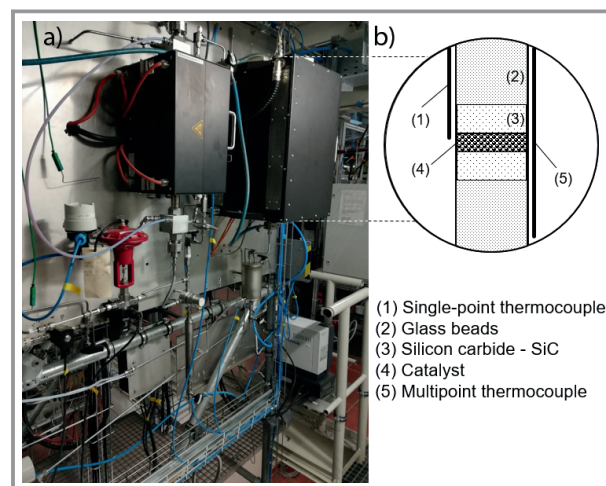 a)
b)
(1)
(2)
(3)
(4)
(5)
(1) Single-point thermocouple
(2) Glass beads
(3) Silicon carbide - SiC
(4) Catalyst
(5) Multipoint thermocouple